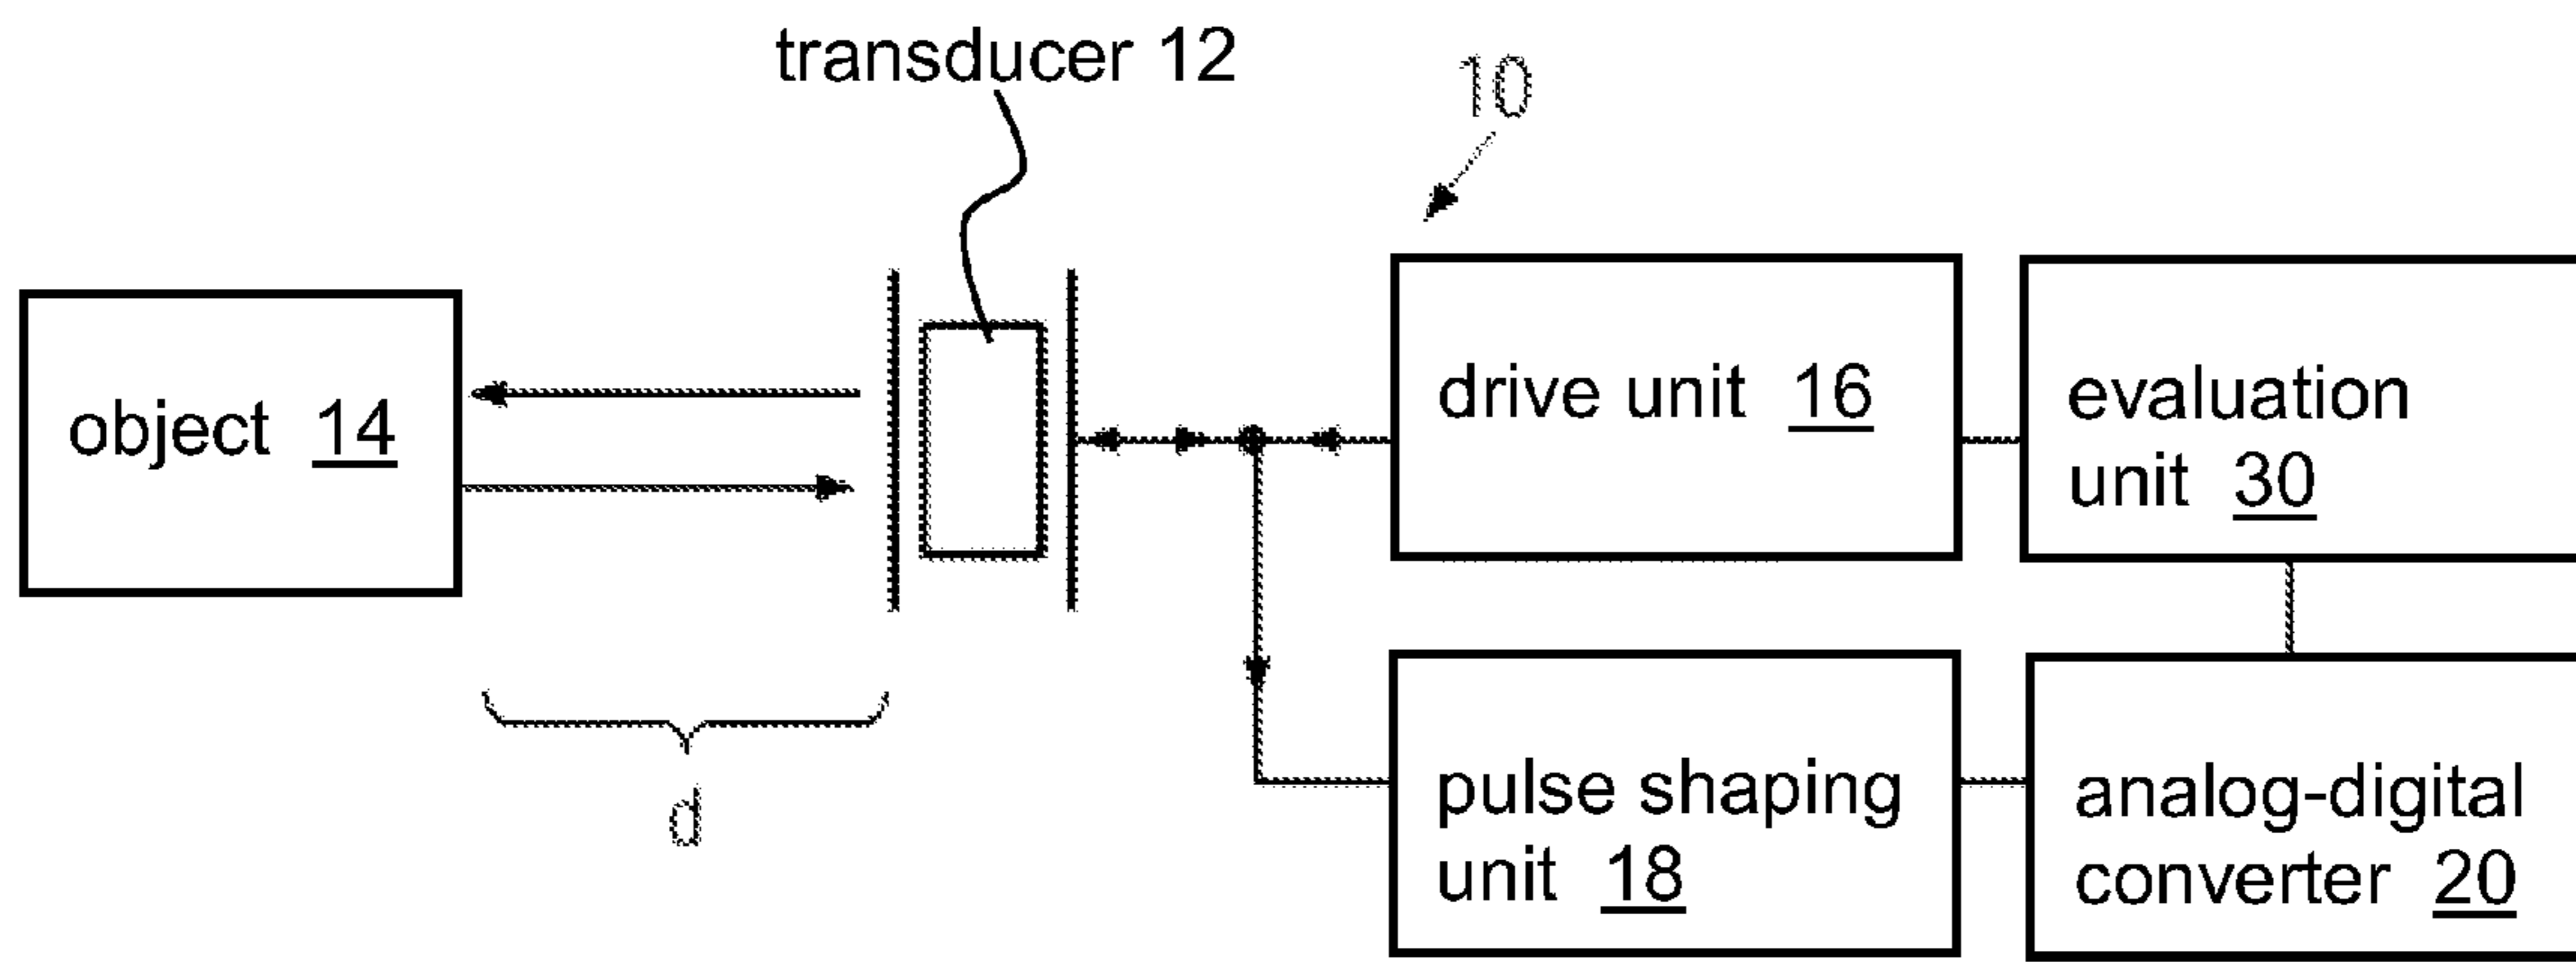 transducer 12
10
object 14
drive unit 16
evaluation
unit 30
d
pulse shaping
unit 18
analog-digital
converter 20